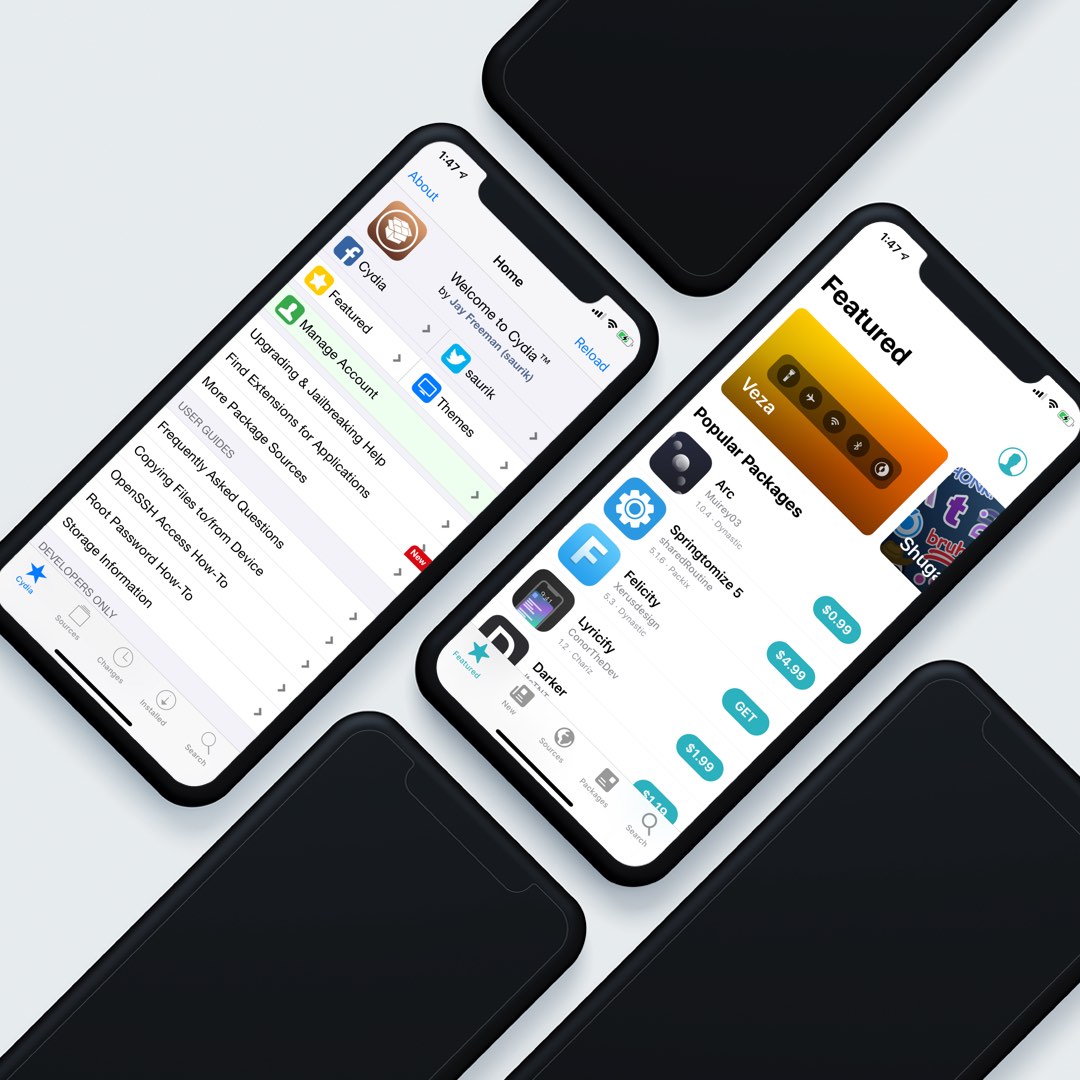 1:47
About
Home
Reload
Welcome to Cydia ™
by Jay Freeman (saurik)
Cydia
saurik
Featured
Themes
Manage Account
Upgrading & Jailbreaking Help
Find Extensions for Applications
More Package Sources
New
USER GUIDES
Frequently Asked Questions
Copying Files to/from Device
OpenSSH Access How-To
Root Password How-To
Storage Information
DEVELOPERS ONLY
Cydia
Sources
Changes
Installed
Search
1:47
Featured
Veza
Shuga
Popular Packages
Arc
Muirey03
1.0.4 · Dynastic
$0.99
Springtomize 5
sharedRoutine
5.1.6 · Packix
$4.99
Felicity
Xerusdesign
5.3 · Dynastic
GET
Lyricify
ConorTheDev
1.2 · Chariz
$1.99
Darker
$1.19
Featured
New
Sources
Packages
Search